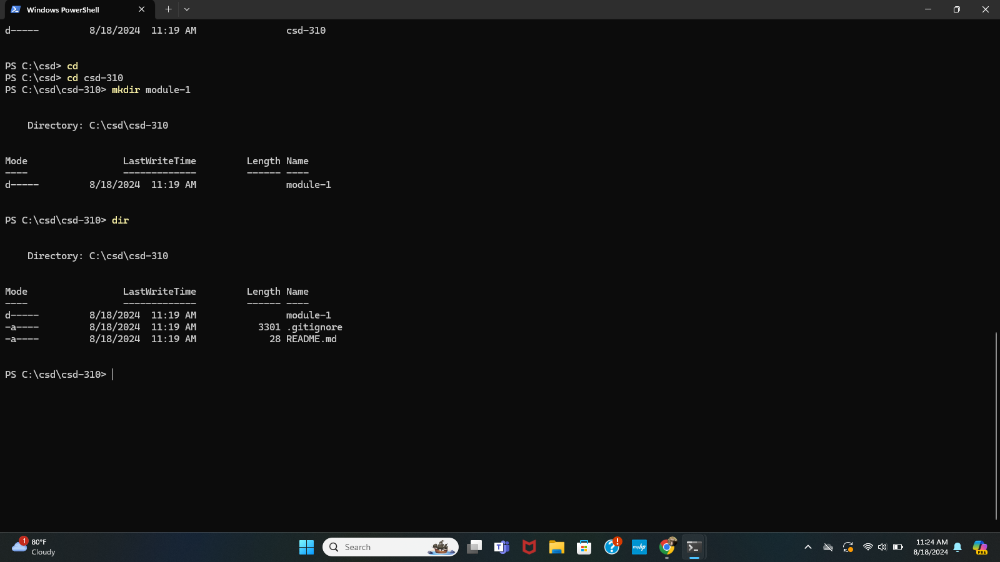 Windows PowerShell
d----- 8/18/2024 11:19 AM csd-310
PS C:\csd> cd
PS C:\csd> cd csd-310
PS C:\csd\csd-310> mkdir module-1
Directory: C:\csd\csd-310
Mode LastWriteTime Length Name
---- ------------- ------ ----
d----- 8/18/2024 11:19 AM module-1
PS C:\csd\csd-310> dir
Directory: C:\csd\csd-310
Mode LastWriteTime Length Name
---- ------------- ------ ----
d----- 8/18/2024 11:19 AM module-1
-a---- 8/18/2024 11:19 AM 3301 .gitignore
-a---- 8/18/2024 11:19 AM 28 README.md
PS C:\csd\csd-310>
1
80°F
Cloudy
Search
T
?
!
myhp
11:24 AM
8/18/2024
PRE